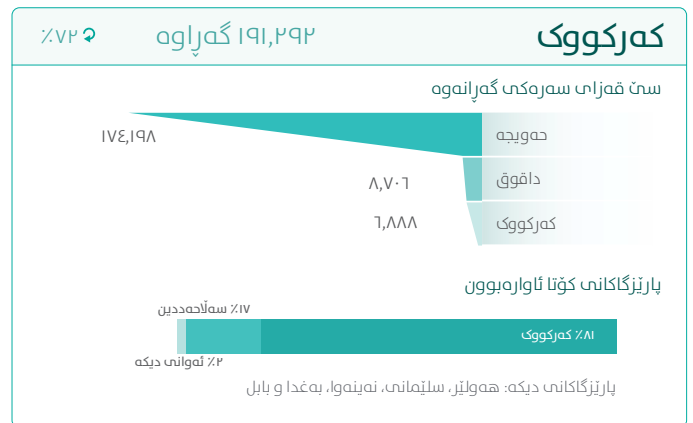 کەرکووک
١٩١,٢٩٢ گەڕاوە
٧٢٪
سێ قەزای سەرەکی گەڕانەوە
حەویجە
١٧٤,١٩٨
داقوق
٨,٧٠٦
کەرکووک
٦,٨٨٨
پارێزگاکانی کۆتا ئاوارەبوون
١٧٪ سەڵاحەددین
٨١٪ کەرکووک
٢٪ ئەوانی دیکە
پارێزگاکانی دیکە: هەولێر، سلێمانی، نەینەوا، بەغدا و بابل